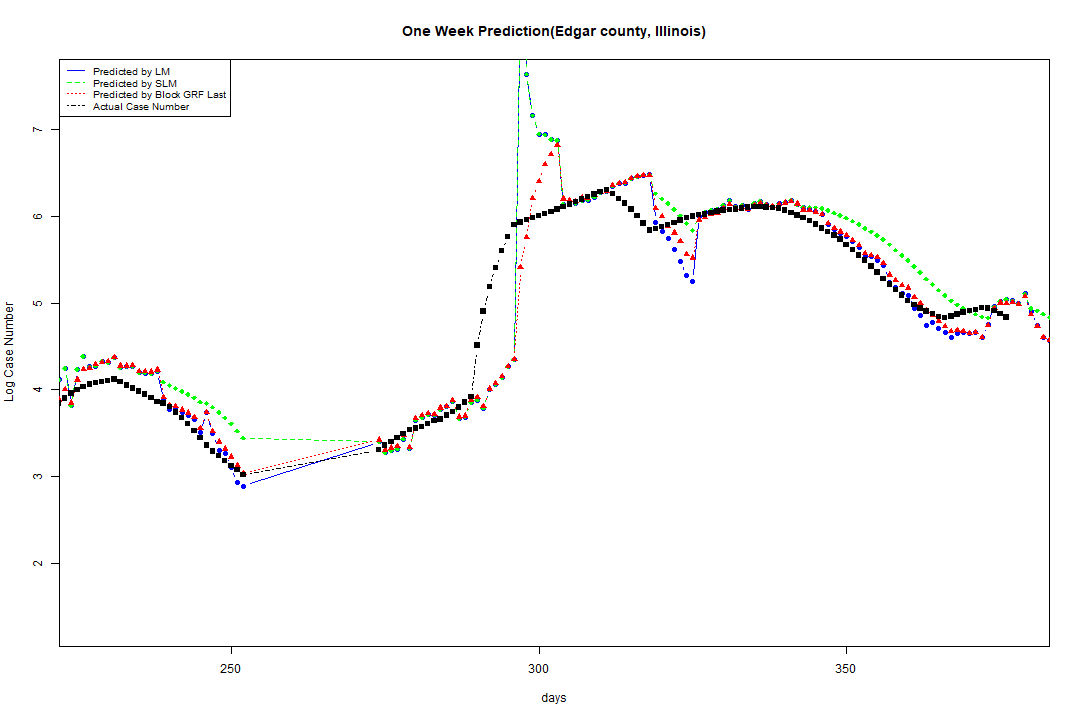 One Week Prediction(Edgar county, Illinois)
Predicted by LM
Predicted by SLM
Predicted by Block GRF Last
Actual Case Number
Log Case Number
7
6
5
4
3
2
250 300 350
days